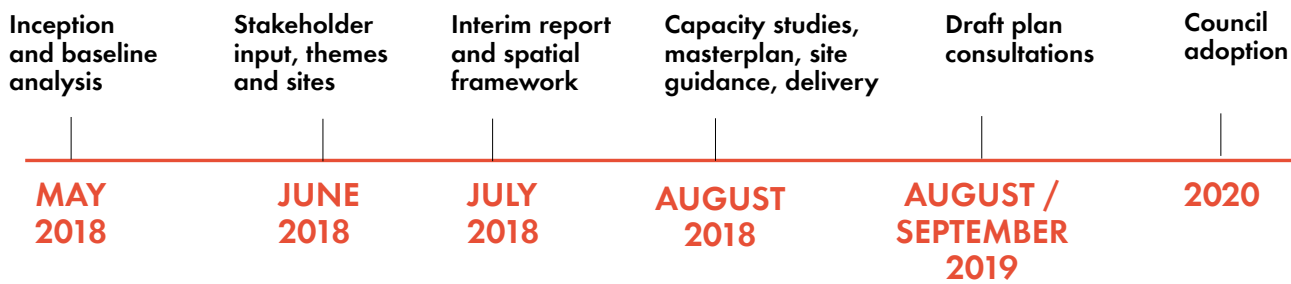 Inception
and baseline
analysis
Stakeholder
input, themes
and sites
Interim report
and spatial
framework
Capacity studies,
masterplan, site
guidance, delivery
Draft plan
consultations
Council
adoption
MAY
2018
JUNE
2018
JULY
2018
AUGUST
2018
AUGUST /
SEPTEMBER
2019
2020